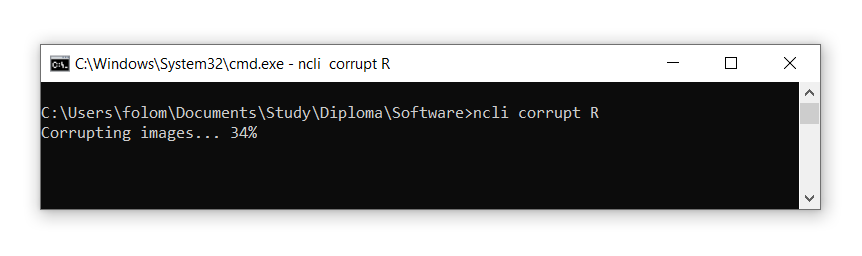 C:\Windows\System32\cmd.exe - ncli  corrupt R
C:\Users\folom\Documents\Study\Diploma\Software>ncli corrupt R
Corrupting images... 34%